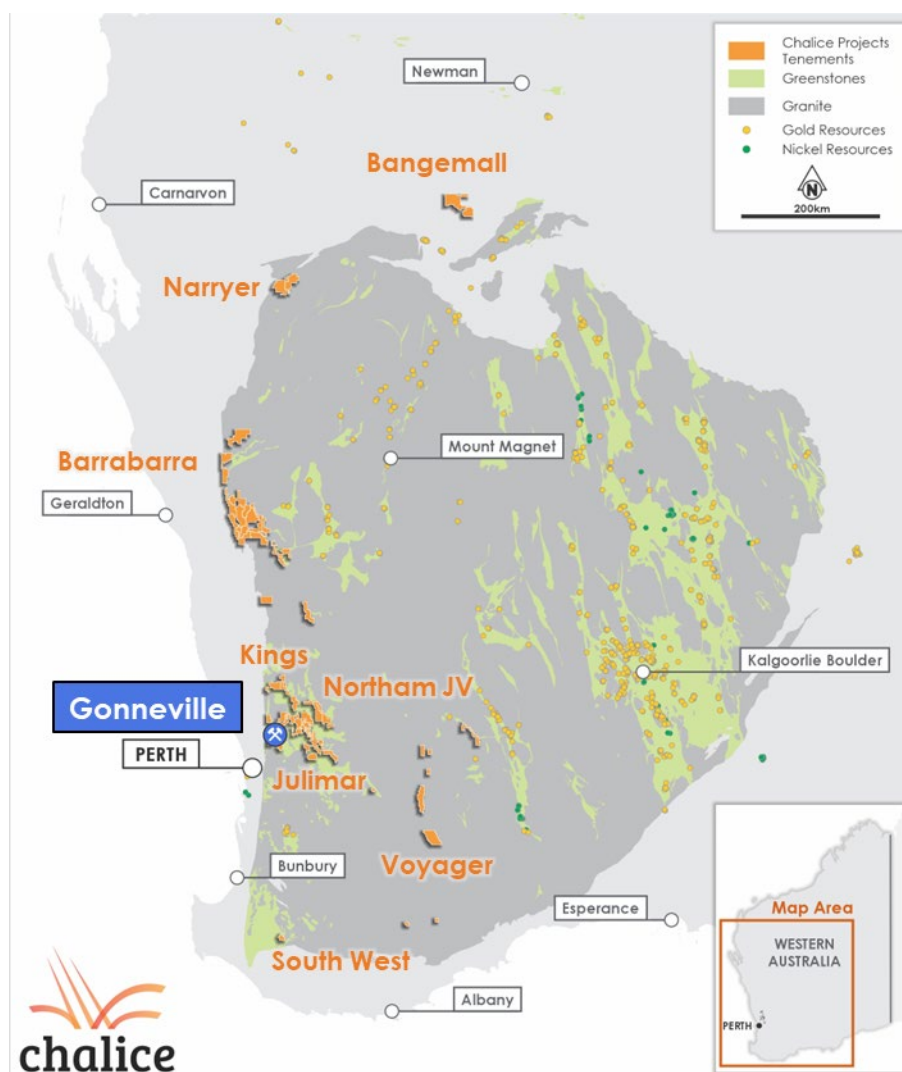 Chalice Projects
Tenements
Greenstones
Granite
Gold Resources
Nickel Resources
N
200km
Newman
Bangemall
Carnarvon
Narryer
Mount Magnet
Barrabarra
Geraldton
Kalgoorlie Boulder
Kings
Northam JV
Gonneville
PERTH
Julimar
Voyager
Bunbury
Esperance
South West
Albany
Map Area
WESTERN
AUSTRALIA
PERTH
chalice